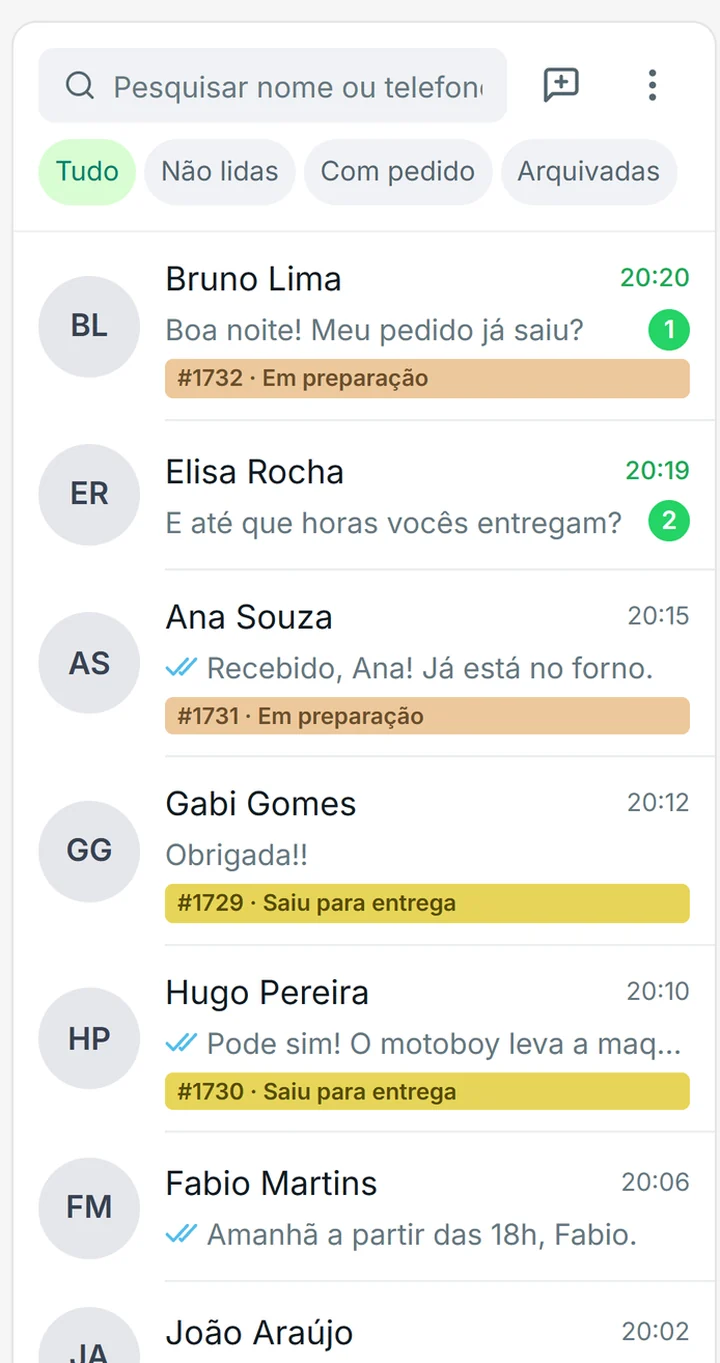 Pesquisar nome ou telefon
Tudo
Não lidas
Com pedido
Arquivadas
BL
Bruno Lima
20:20
Boa noite! Meu pedido já saiu?
1
#1732 · Em preparação
ER
Elisa Rocha
20:19
E até que horas vocês entregam?
2
AS
Ana Souza
20:15
Recebido, Ana! Já está no forno.
#1731 · Em preparação
GG
Gabi Gomes
20:12
Obrigada!!
#1729 · Saiu para entrega
HP
Hugo Pereira
20:10
Pode sim! O motoboy leva a maq...
#1730 · Saiu para entrega
FM
Fabio Martins
20:06
Amanhã a partir das 18h, Fabio.
JA
João Araújo
20:02